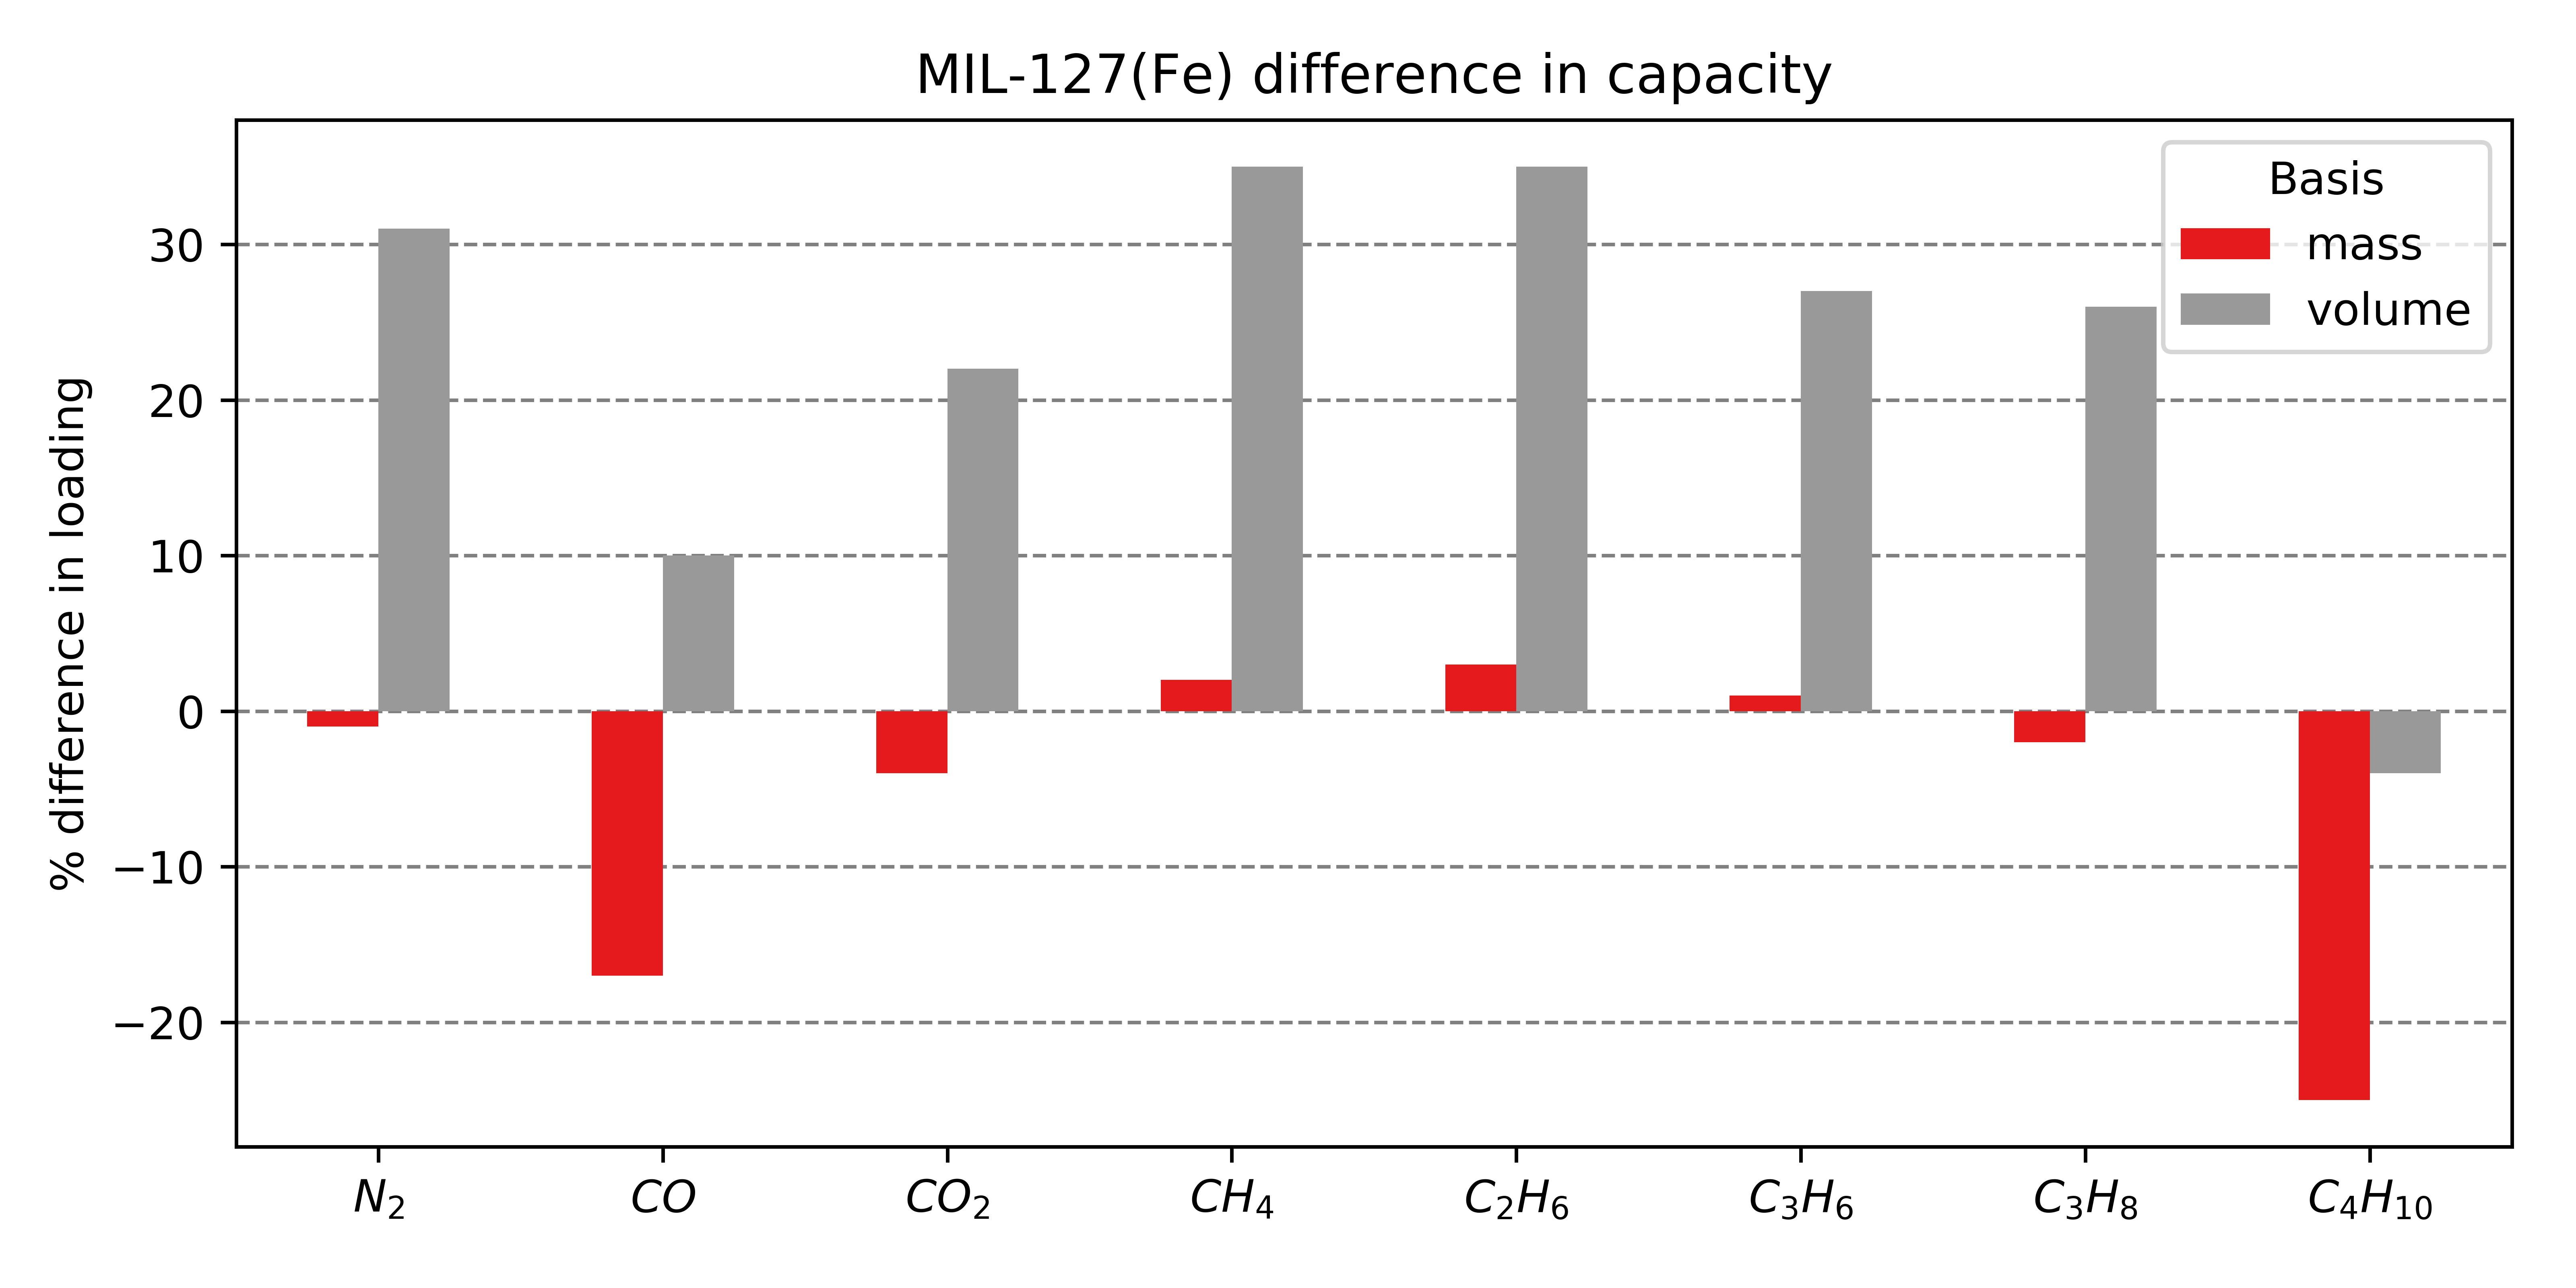 MIL-127(Fe) difference in capacity
Basis
mass
volume
% difference in loading
30
20
10
0
−10
−20
N₂ CO CO₂ CH₄ C₂H₆ C₃H₆ C₃H₈ C₄H₁₀